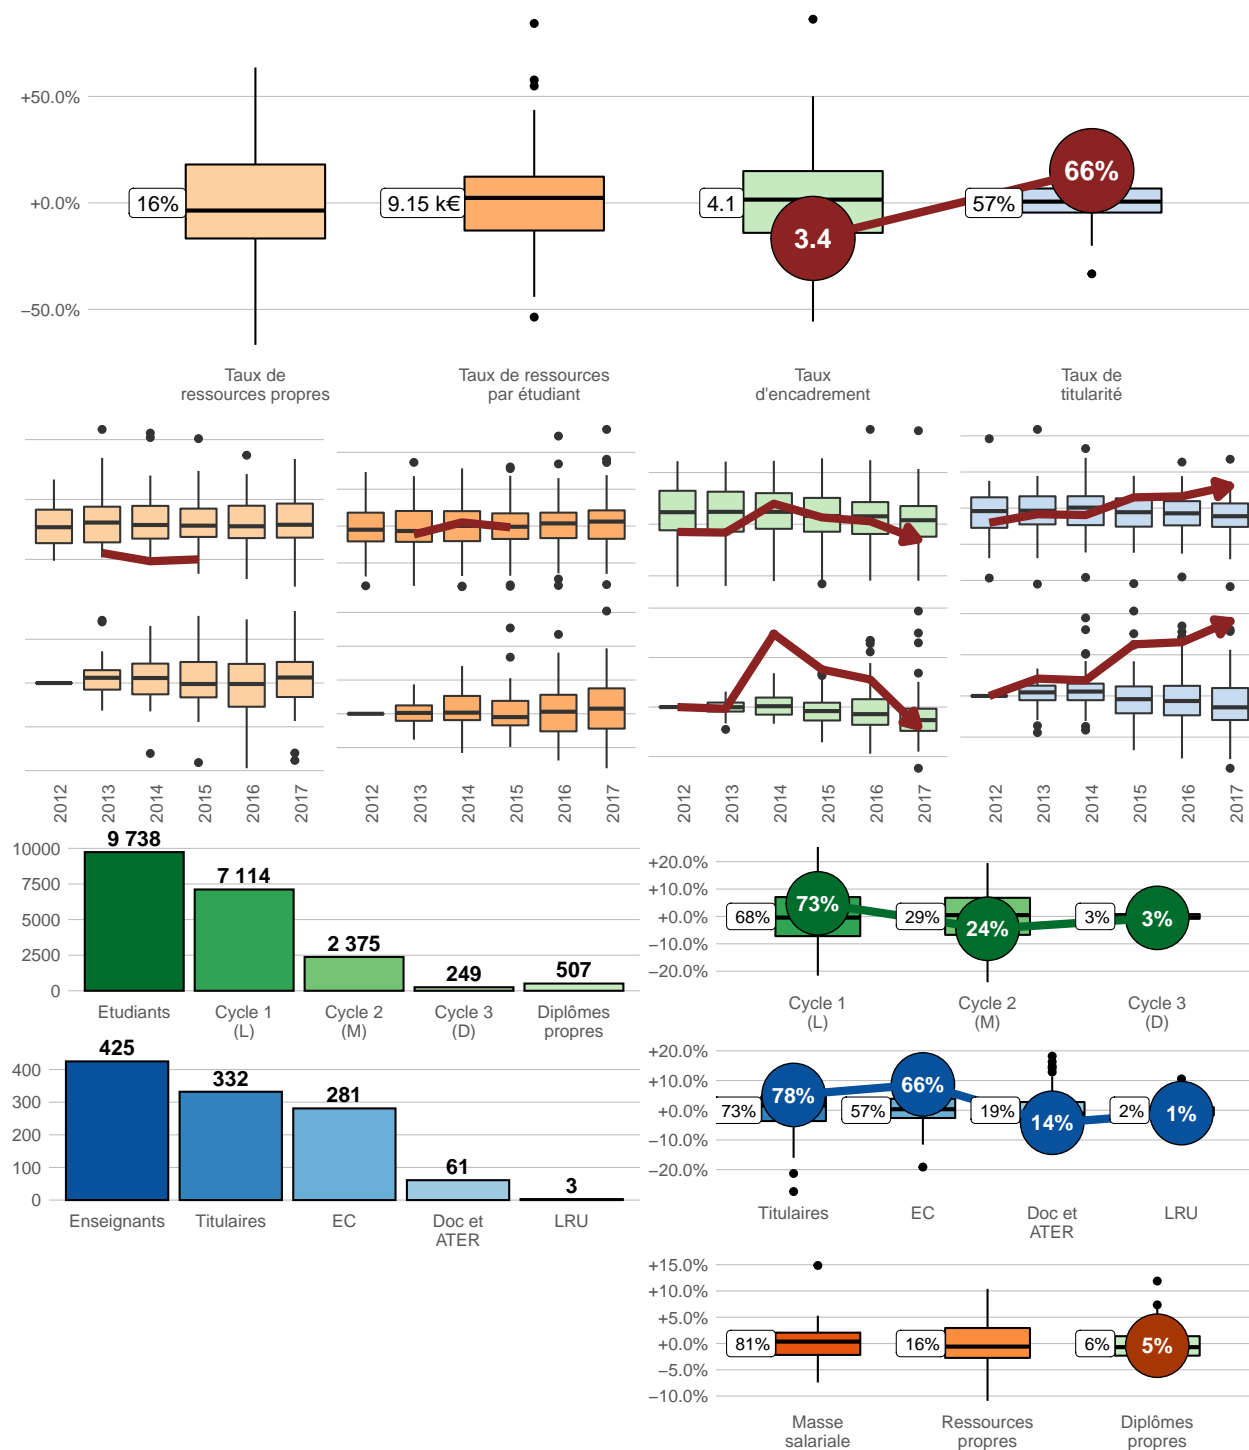 +50.0%
+0.0%
−50.0%
16%
9.15 k€
4.1
3.4
57%
66%
Taux de
ressources propres
Taux de ressources
par étudiant
Taux
d'encadrement
Taux de
titularité
2012
2013
2014
2015
2016
2017
2012
2013
2014
2015
2016
2017
2012
2013
2014
2015
2016
2017
2012
2013
2014
2015
2016
2017
10000
7500
5000
2500
0
9 738
7 114
2 375
249
507
Etudiants
Cycle 1
(L)
Cycle 2
(M)
Cycle 3
(D)
Diplômes
propres
+20.0%
+10.0%
+0.0%
−10.0%
−20.0%
68%
73%
29%
24%
3%
3%
Cycle 1
(L)
Cycle 2
(M)
Cycle 3
(D)
400
300
200
100
0
425
332
281
61
3
Enseignants
Titulaires
EC
Doc et
ATER
LRU
+20.0%
+10.0%
+0.0%
−10.0%
−20.0%
73%
78%
57%
66%
19%
14%
2%
1%
Titulaires
EC
Doc et
ATER
LRU
+15.0%
+10.0%
+5.0%
+0.0%
−5.0%
−10.0%
81%
16%
6%
5%
Masse
salariale
Ressources
propres
Diplômes
propres